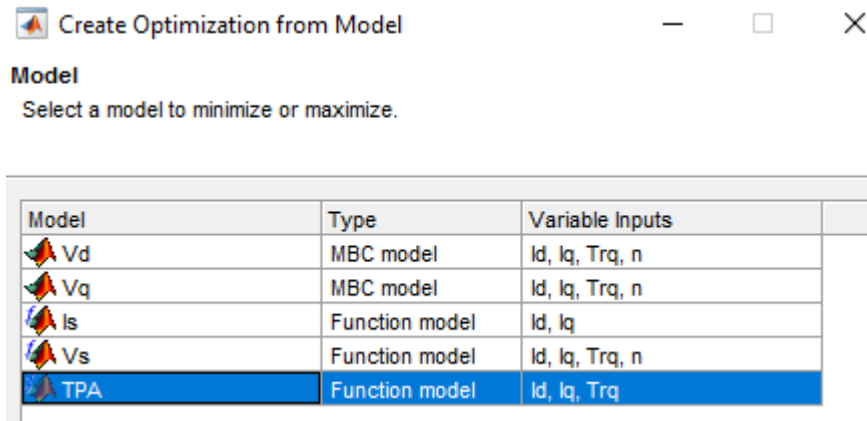 Create Optimization from Model
Model
Select a model to minimize or maximize.
Model Type Variable Inputs
Vd MBC model Id, Iq, Trq, n
Vq MBC model Id, Iq, Trq, n
Is Function model Id, Iq
Vs Function model Id, Iq, Trq, n
TPA Function model Id, Iq, Trq